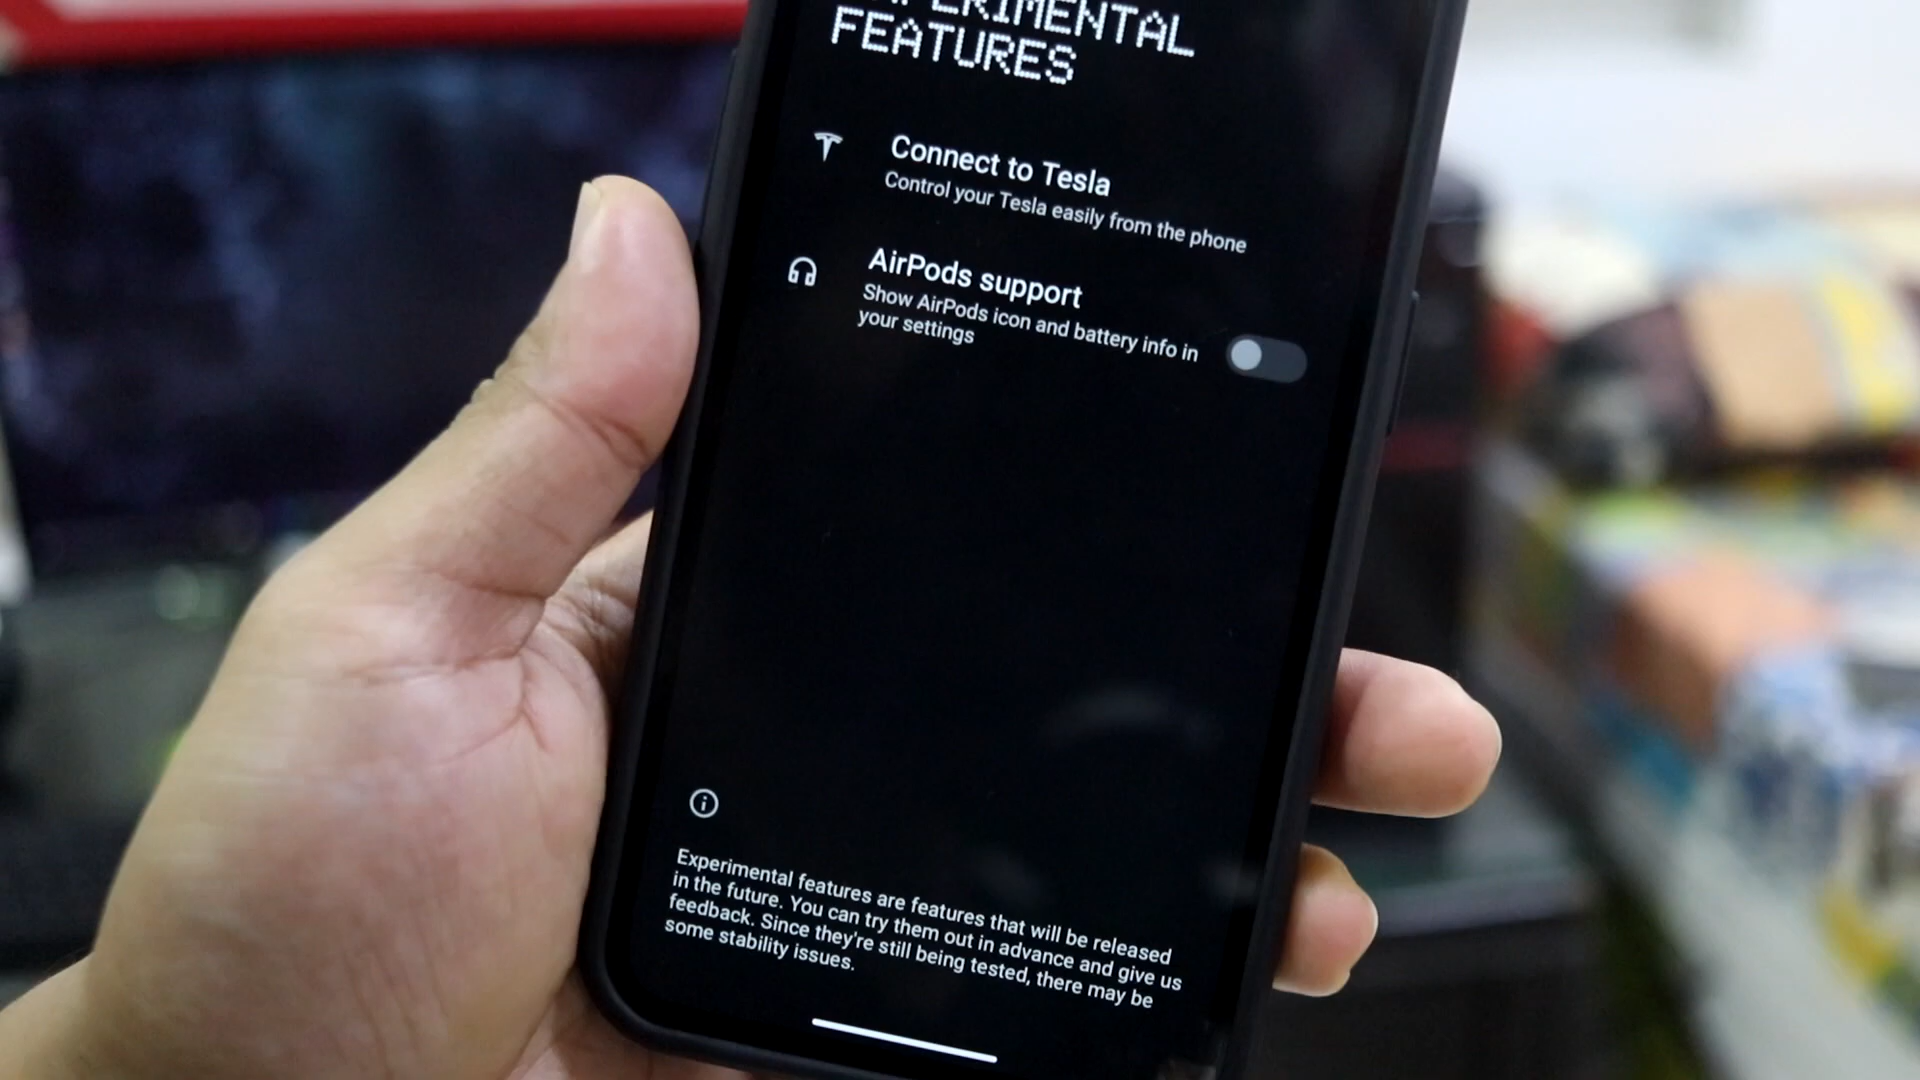 EXPERIMENTAL
FEATURES
Connect to Tesla
Control your Tesla easily from the phone
AirPods support
Show AirPods icon and battery info in
your settings
Experimental features are features that will be released
in the future. You can try them out in advance and give us
feedback. Since they're still being tested, there may be
some stability issues.